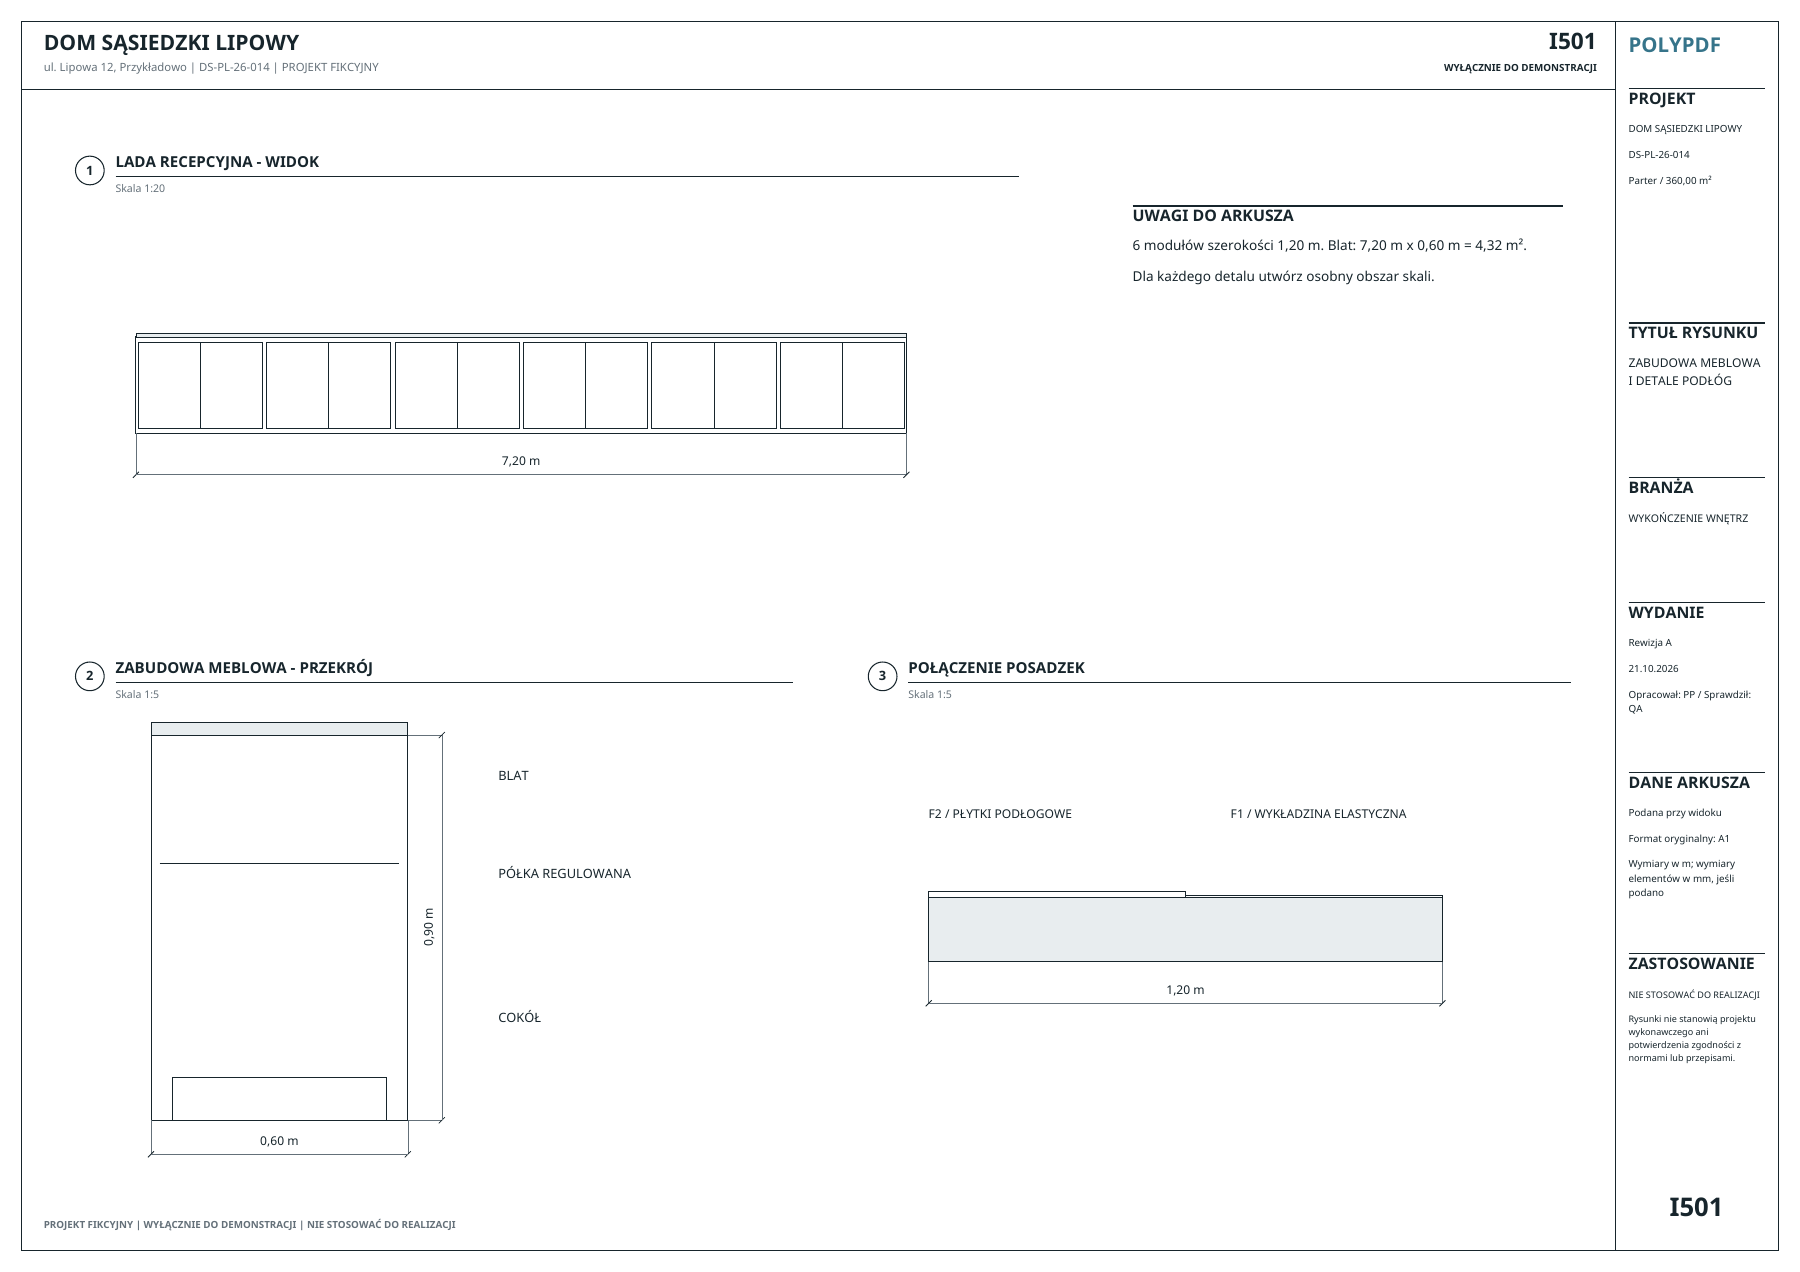 DOM SĄSIEDZKI LIPOWY
ul. Lipowa 12, Przykładowo | DS-PL-26-014 | PROJEKT FIKCYJNY
I501
WYŁĄCZNIE DO DEMONSTRACJI
1
LADA RECEPCYJNA - WIDOK
Skala 1:20
7,20 m
UWAGI DO ARKUSZA
6 modułów szerokości 1,20 m. Blat: 7,20 m x 0,60 m = 4,32 m².
Dla każdego detalu utwórz osobny obszar skali.
2
ZABUDOWA MEBLOWA - PRZEKRÓJ
Skala 1:5
BLAT
PÓŁKA REGULOWANA
0,90 m
COKÓŁ
0,60 m
3
POŁĄCZENIE POSADZEK
Skala 1:5
F2 / PŁYTKI PODŁOGOWE
F1 / WYKŁADZINA ELASTYCZNA
1,20 m
PROJEKT FIKCYJNY | WYŁĄCZNIE DO DEMONSTRACJI | NIE STOSOWAĆ DO REALIZACJI
POLYPDF
PROJEKT
DOM SĄSIEDZKI LIPOWY
DS-PL-26-014
Parter / 360,00 m²
TYTUŁ RYSUNKU
ZABUDOWA MEBLOWA
I DETALE PODŁÓG
BRANŻA
WYKOŃCZENIE WNĘTRZ
WYDANIE
Rewizja A
21.10.2026
Opracował: PP / Sprawdził:
QA
DANE ARKUSZA
Podana przy widoku
Format oryginalny: A1
Wymiary w m; wymiary
elementów w mm, jeśli
podano
ZASTOSOWANIE
NIE STOSOWAĆ DO REALIZACJI
Rysunki nie stanowią projektu
wykonawczego ani
potwierdzenia zgodności z
normami lub przepisami.
I501